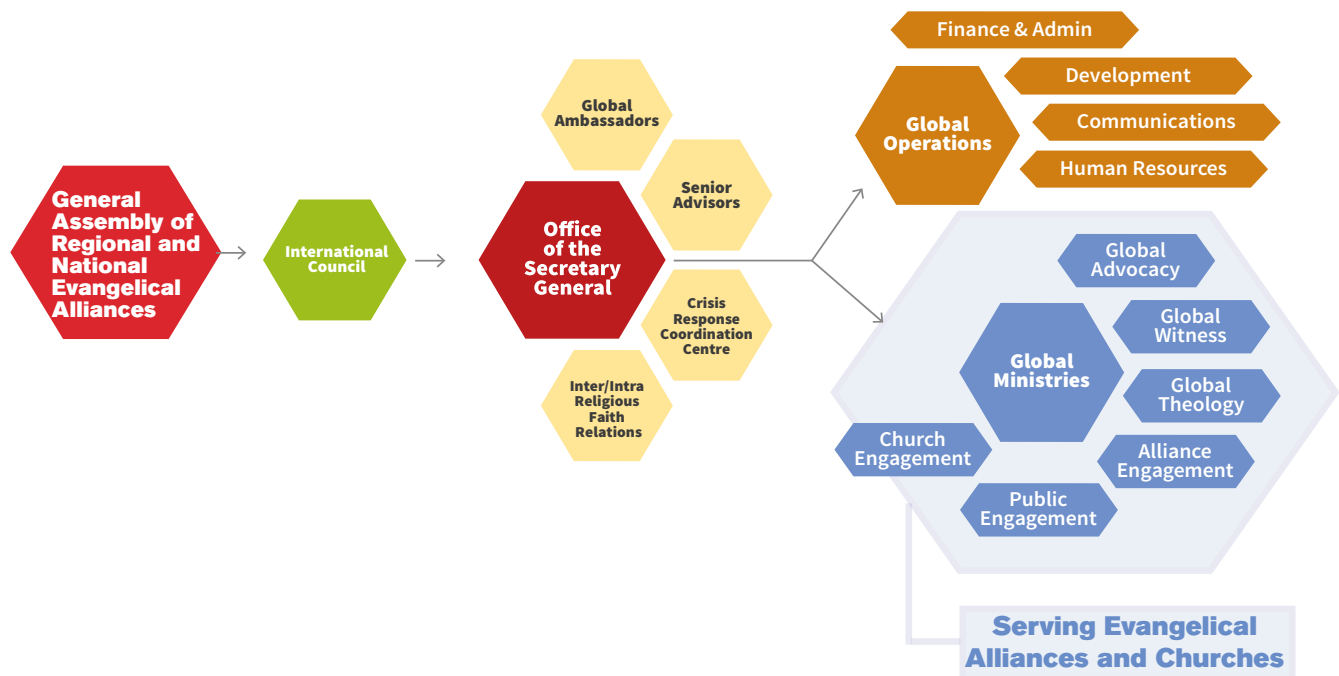 General
Assembly of
Regional and
National
Evangelical
Alliances
International
Council
Office
of the
Secretary
General
Global
Ambassadors
Senior
Advisors
Crisis
Response
Coordination
Centre
Inter/Intra
Religious
Faith
Relations
Global
Operations
Finance & Admin
Development
Communications
Human Resources
Global
Ministries
Global
Advocacy
Global
Witness
Global
Theology
Alliance
Engagement
Public
Engagement
Church
Engagement
Serving Evangelical
Alliances and Churches